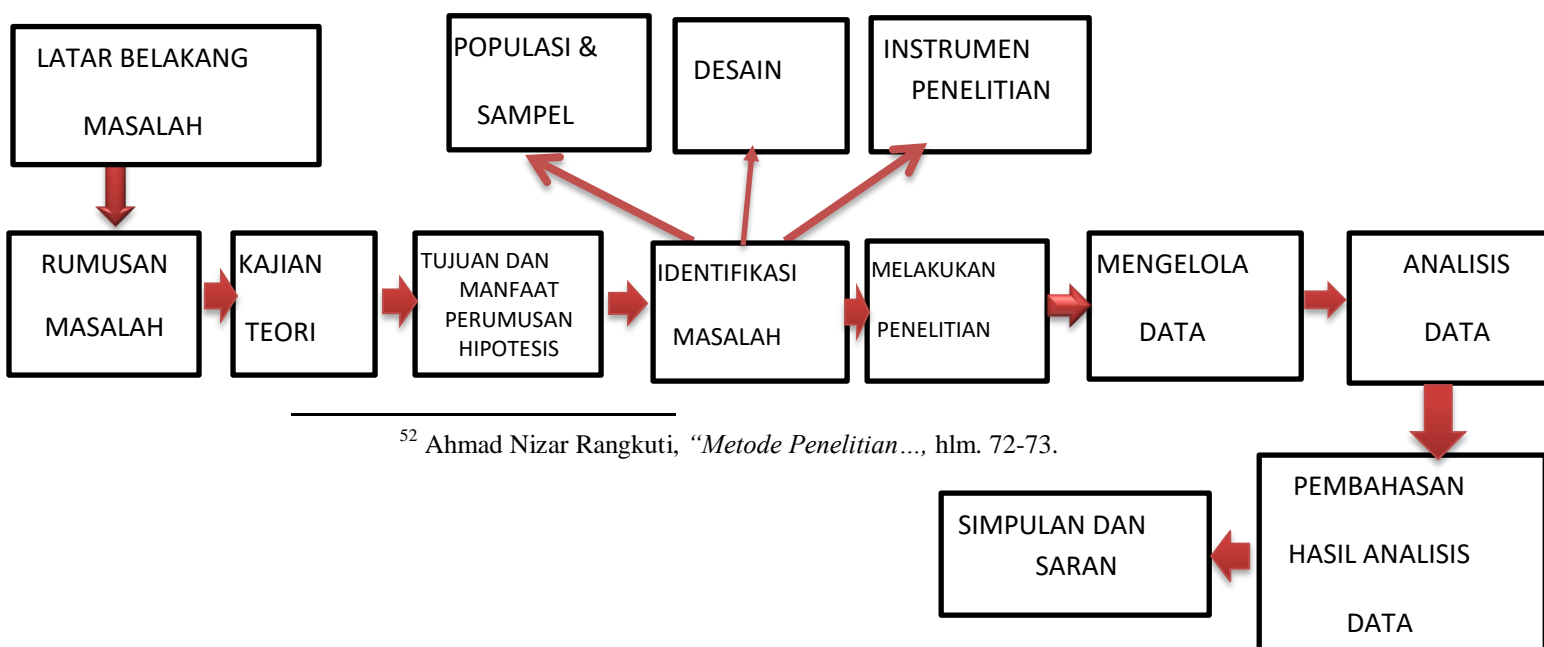 LATAR BELAKANG
MASALAH
POPULASI &
SAMPEL
DESAIN
INSTRUMEN
PENELITIAN
RUMUSAN
MASALAH
KAJIAN
TEORI
TUJUAN DAN
MANFAAT
PERUMUSAN
HIPOTESIS
IDENTIFIKASI
MASALAH
MELAKUKAN
PENELITIAN
MENGELOLA
DATA
ANALISIS
DATA
52 Ahmad Nizar Rangkuti, “Metode Penelitian…, hlm. 72-73.
PEMBAHASAN
HASIL ANALISIS
DATA
SIMPULAN DAN
SARAN